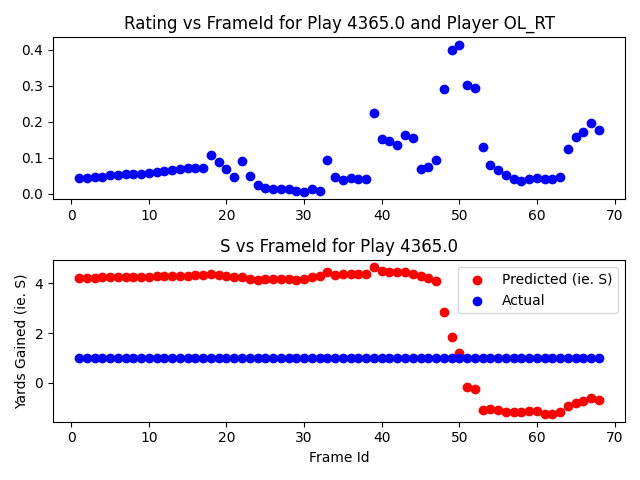 Rating vs FrameId for Play 4365.0 and Player OL_RT
0.4
0.3
0.2
0.1
0.0
0 10 20 30 40 50 60 70
S vs FrameId for Play 4365.0
Yards Gained (ie. S)
4
2
0
Predicted (ie. S)
Actual
0 10 20 30 40 50 60 70
Frame Id